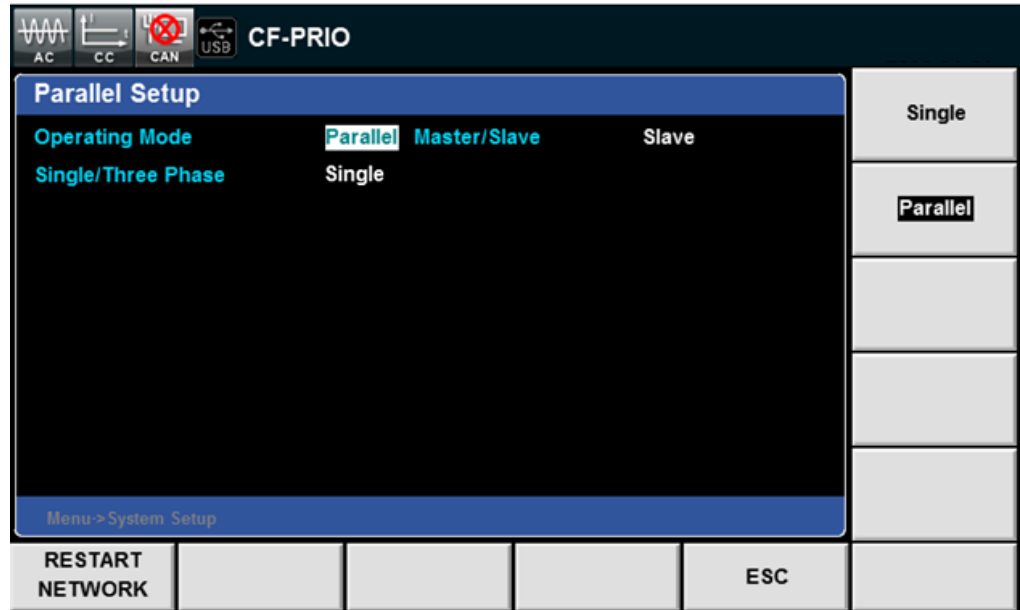 AC CC CAN USB CF-PRIO
Parallel Setup
Operating Mode Parallel Master/Slave Slave
Single/Three Phase Single
Menu->System Setup
Single
Parallel
RESTART
NETWORK
ESC